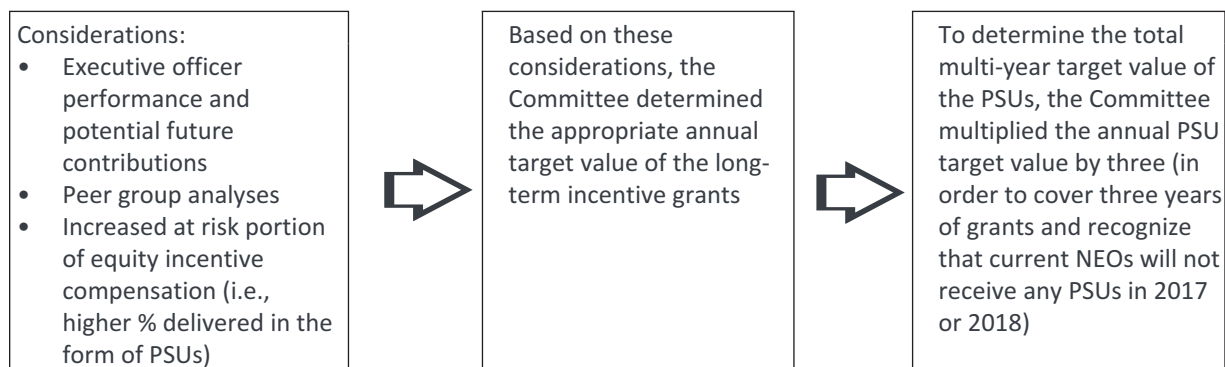 Considerations:
• Executive officer
performance and
potential future
contributions
• Peer group analyses
• Increased at risk portion
of equity incentive
compensation (i.e.,
higher % delivered in the
form of PSUs)
Based on these
considerations, the
Committee determined
the appropriate annual
target value of the long-
term incentive grants
To determine the total
multi-year target value of
the PSUs, the Committee
multiplied the annual PSU
target value by three (in
order to cover three years
of grants and recognize
that current NEOs will not
receive any PSUs in 2017
or 2018)